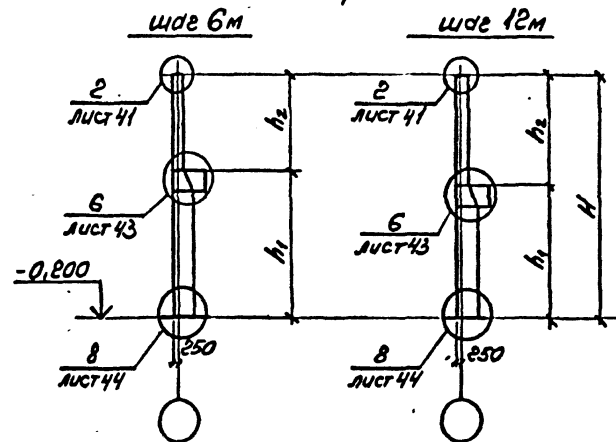 шаг 6м
шаг 12м
2
лист 41
h₂
6
лист 43
h₁
-0,200
8
лист 44
250
2
лист 41
h₂
6
лист 43
h₁
H
8
лист 44
250